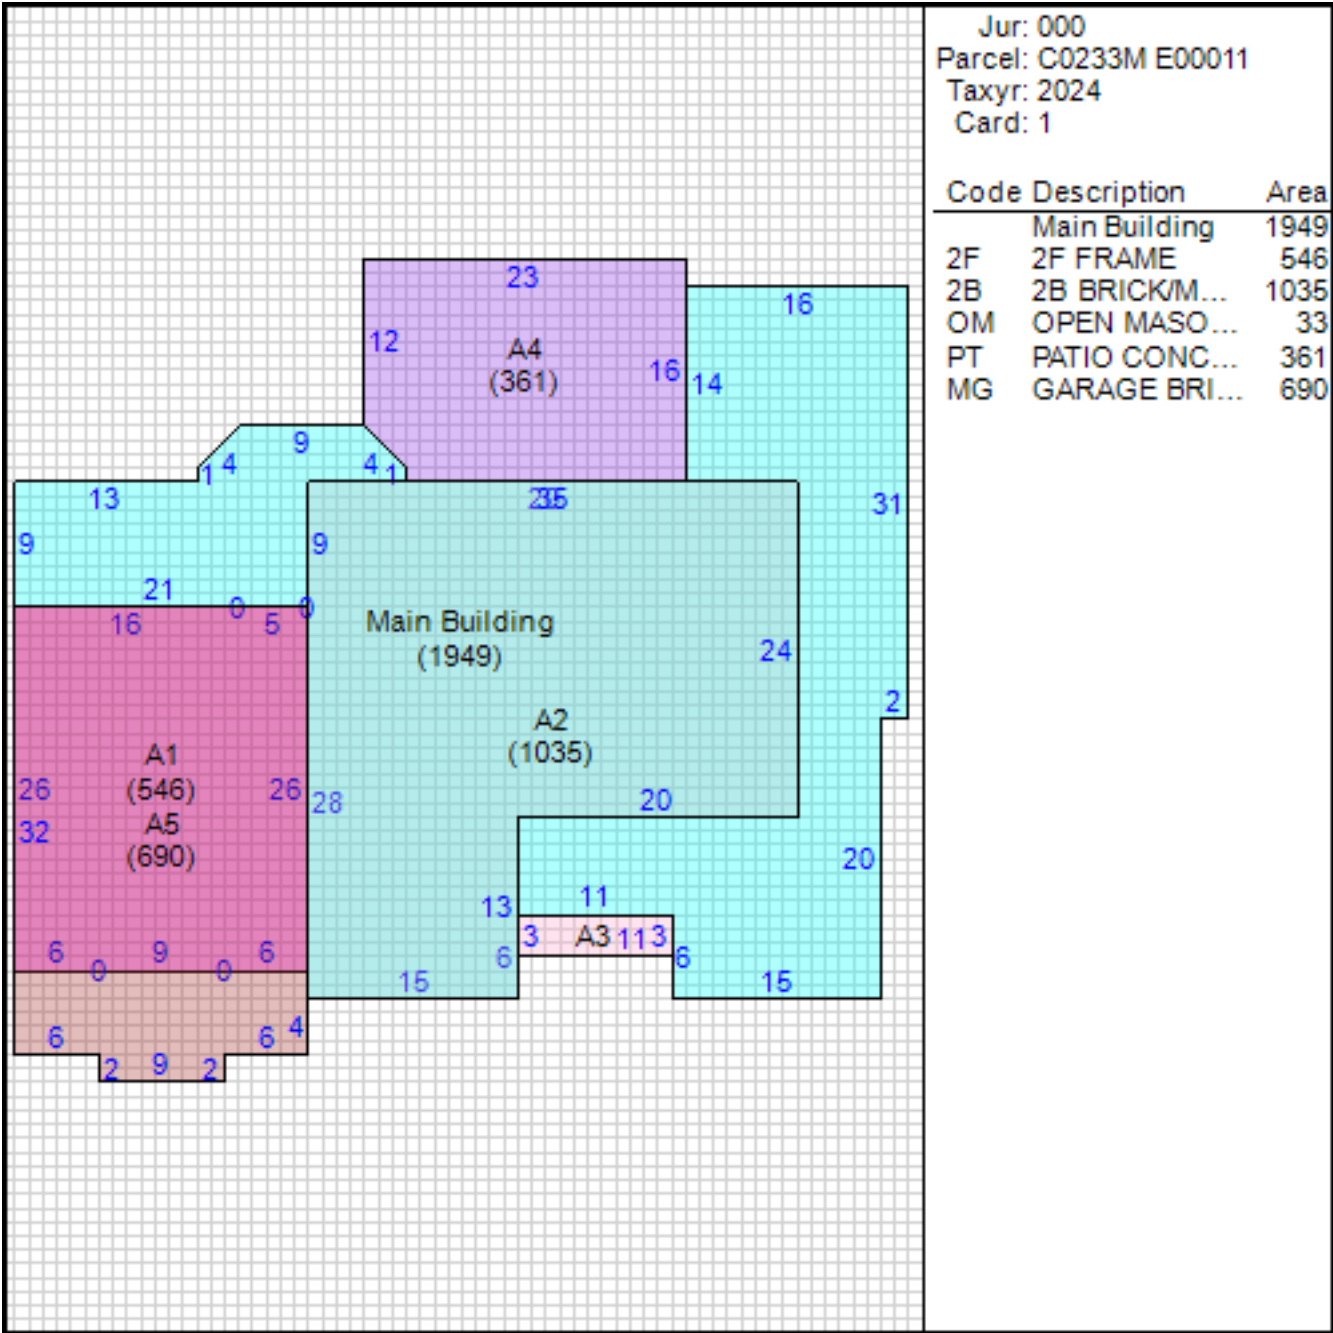 Jur: 000
Parcel: C0233M E00011
Taxyr: 2024
Card: 1
Code Description Area
Main Building 1949
2F 2F FRAME 546
2B 2B BRICK/M... 1035
OM OPEN MASO... 33
PT PATIO CONC... 361
MG GARAGE BRI... 690
23
16
12
A4
16 14
(361)
9
4 4
1 1
13
35
31
9 9
21
0 0
16 5
Main Building
(1949)
24
2
A2
(1035)
A1
26 (546) 26
28
20
A5
32
(690)
20
11
13
3 A3 11 3
6 9 6
6 6
0 0
15 15
4
6 6
2 9 2